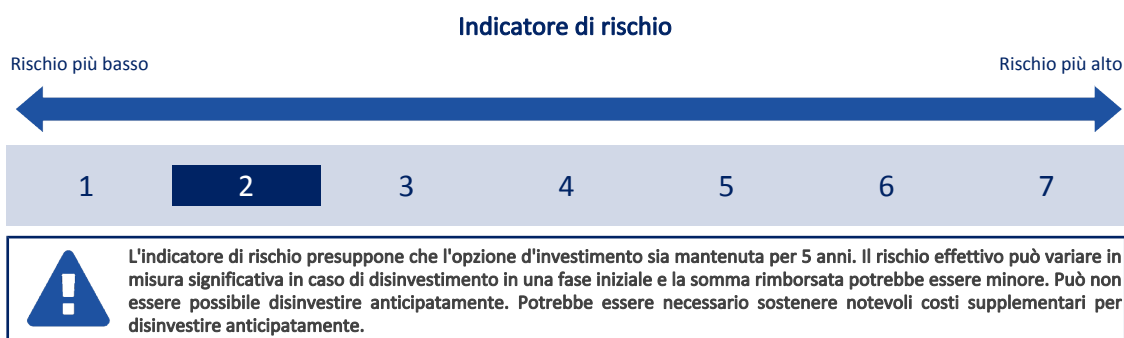 Indicatore di rischio
Rischio più basso
Rischio più alto
1 2 3 4 5 6 7
L'indicatore di rischio presuppone che l'opzione d'investimento sia mantenuta per 5 anni. Il rischio effettivo può variare in
misura significativa in caso di disinvestimento in una fase iniziale e la somma rimborsata potrebbe essere minore. Può non
essere possibile disinvestire anticipatamente. Potrebbe essere necessario sostenere notevoli costi supplementari per
disinvestire anticipatamente.